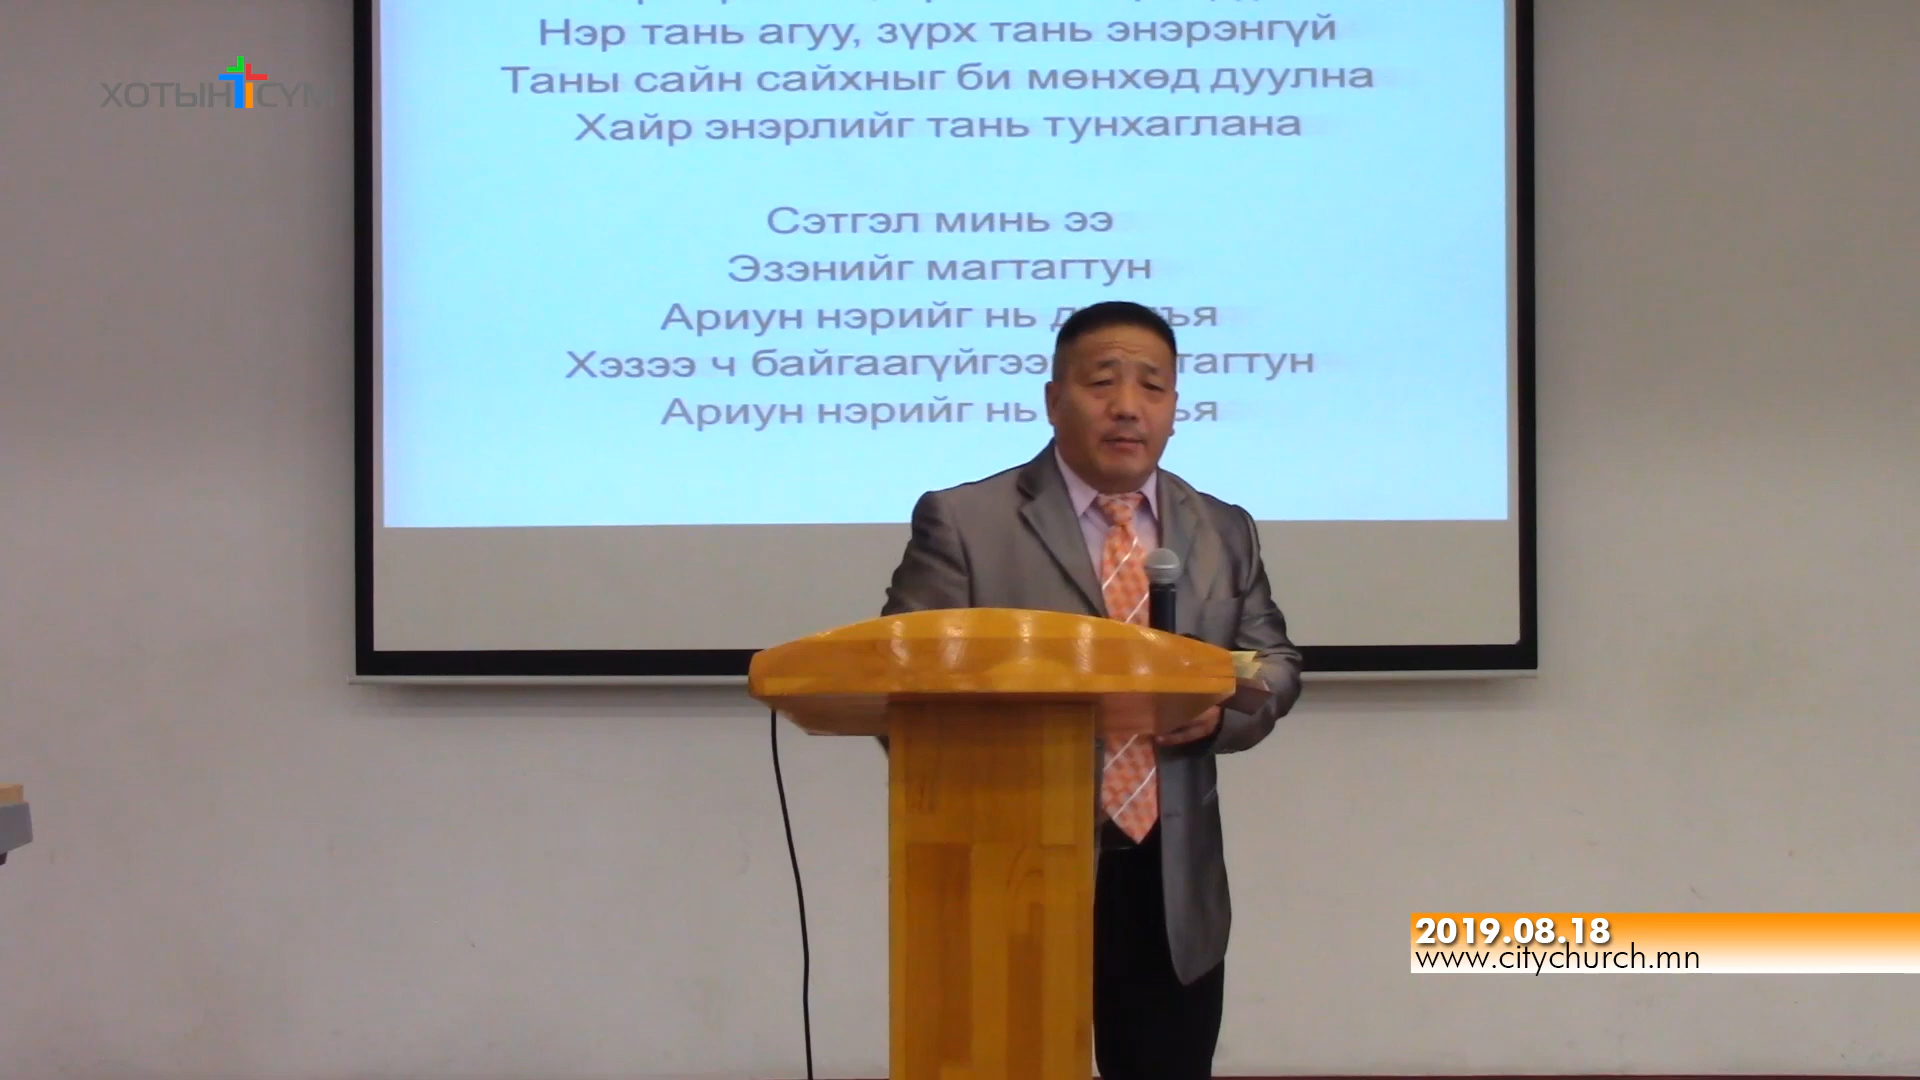 Нэр тань агуу, зүрх тань энэрэнгүй
Таны сайн сайхныг би мөнхөд дуулна
Хайр энэрлийг тань тунхаглана
Сэтгэл минь ээ
Эзэнийг магтагтун
Ариун нэрийг нь
Хэзээ ч
Ариун нэрийг нь
ХОТЫН СҮМ
2019.08.18
www.citychurch.mn